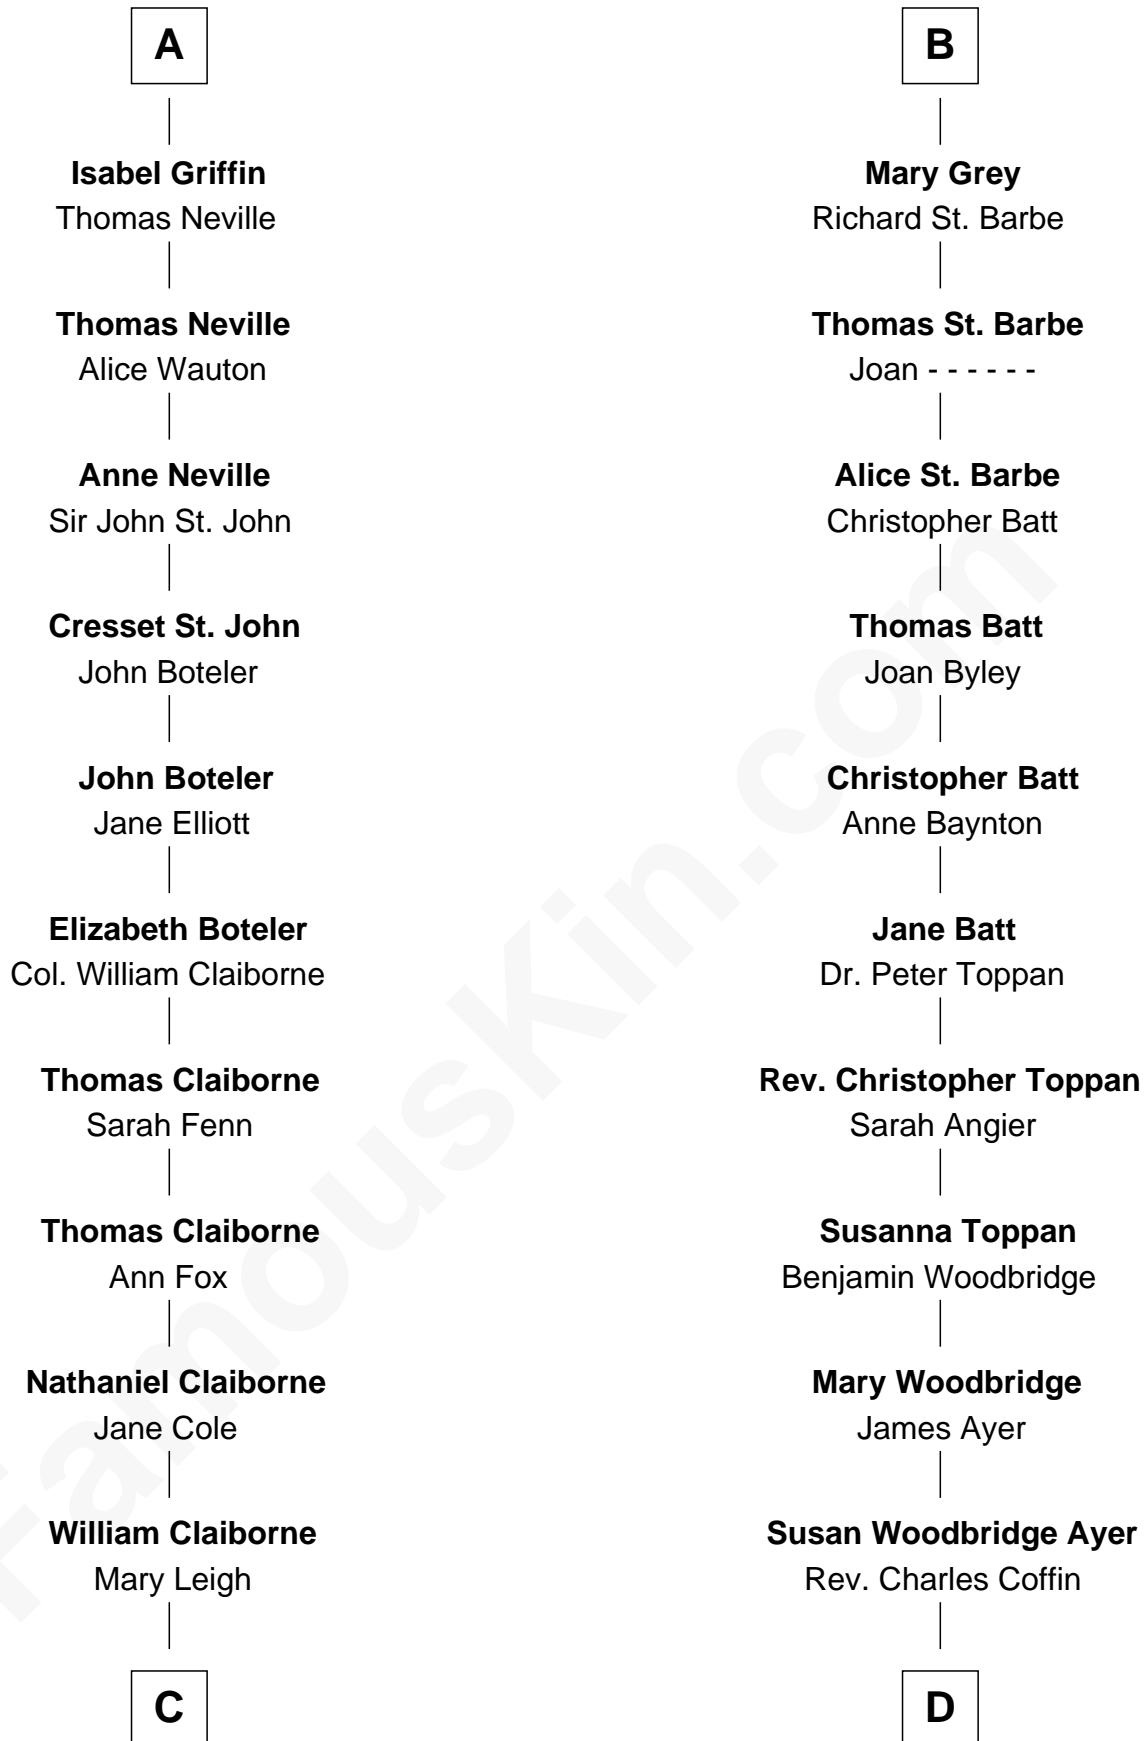 A
Isabel Griffin
Thomas Neville
Thomas Neville
Alice Wauton
Anne Neville
Sir John St. John
Cresset St. John
John Boteler
John Boteler
Jane Elliott
Elizabeth Boteler
Col. William Claiborne
Thomas Claiborne
Sarah Fenn
Thomas Claiborne
Ann Fox
Nathaniel Claiborne
Jane Cole
William Claiborne
Mary Leigh
C
B
Mary Grey
Richard St. Barbe
Thomas St. Barbe
Joan - - - - - -
Alice St. Barbe
Christopher Batt
Thomas Batt
Joan Byley
Christopher Batt
Anne Baynton
Jane Batt
Dr. Peter Toppan
Rev. Christopher Toppan
Sarah Angier
Susanna Toppan
Benjamin Woodbridge
Mary Woodbridge
James Ayer
Susan Woodbridge Ayer
Rev. Charles Coffin
D
FamousKin.com